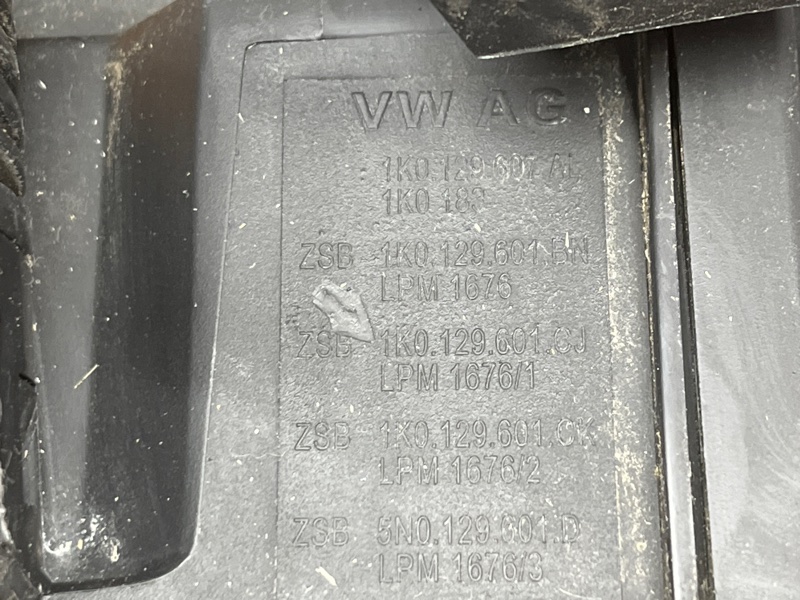 VW AG
1K0.129.607.AL
1K0 183
ZSB 1K0.129.601.BN
LPM 1676
ZSB 1K0.129.601.CJ
LPM 1676/1
ZSB 1K0.129.601.CK
LPM 1676/2
ZSB 5N0.129.601.D
LPM 1676/3